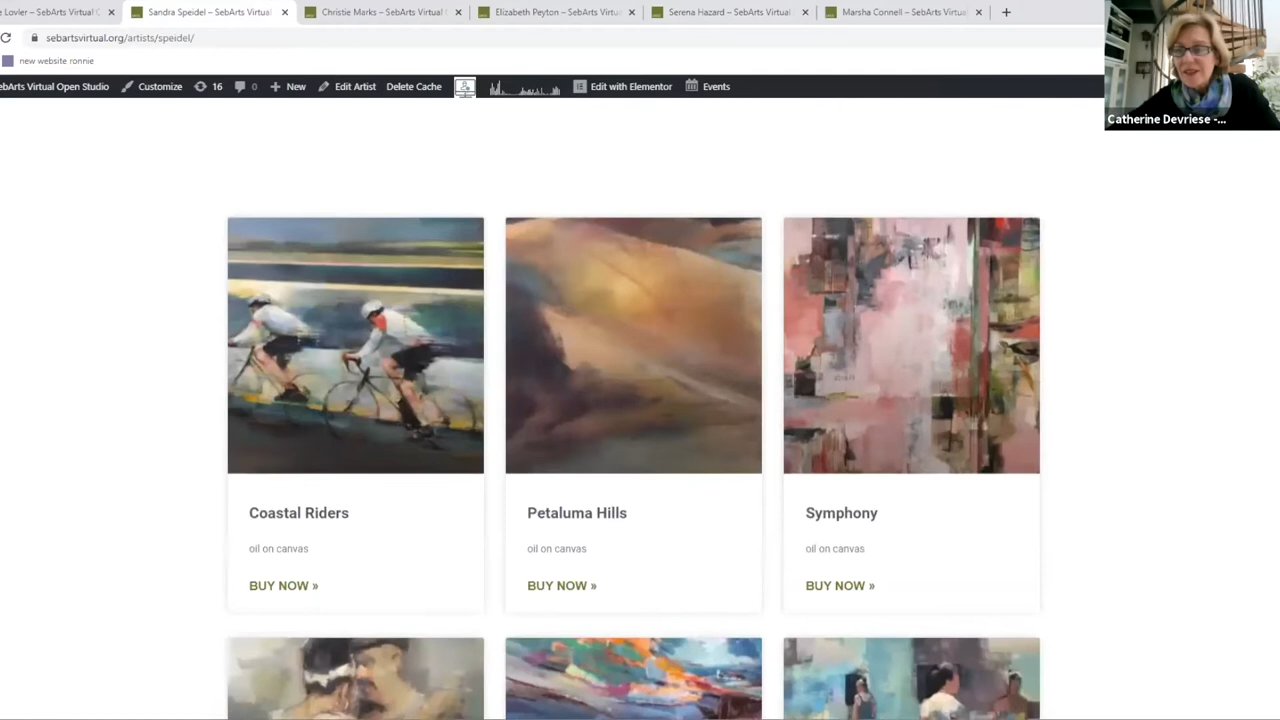 e Lovler – SebArts Virtual C
Sandra Speidel – SebArts Virtual
Christie Marks – SebArts Virtual
Elizabeth Peyton – SebArts Virtu
Serena Hazard – SebArts Virtual
Marsha Connell – SebArts Virtual
sebartsvirtual.org/artists/speidel/
new website ronnie
ebArts Virtual Open Studio Customize 16 0 New Edit Artist Delete Cache Edit with Elementor Events
Catherine Devriese -...
Coastal Riders
oil on canvas
BUY NOW »
Petaluma Hills
oil on canvas
BUY NOW »
Symphony
oil on canvas
BUY NOW »